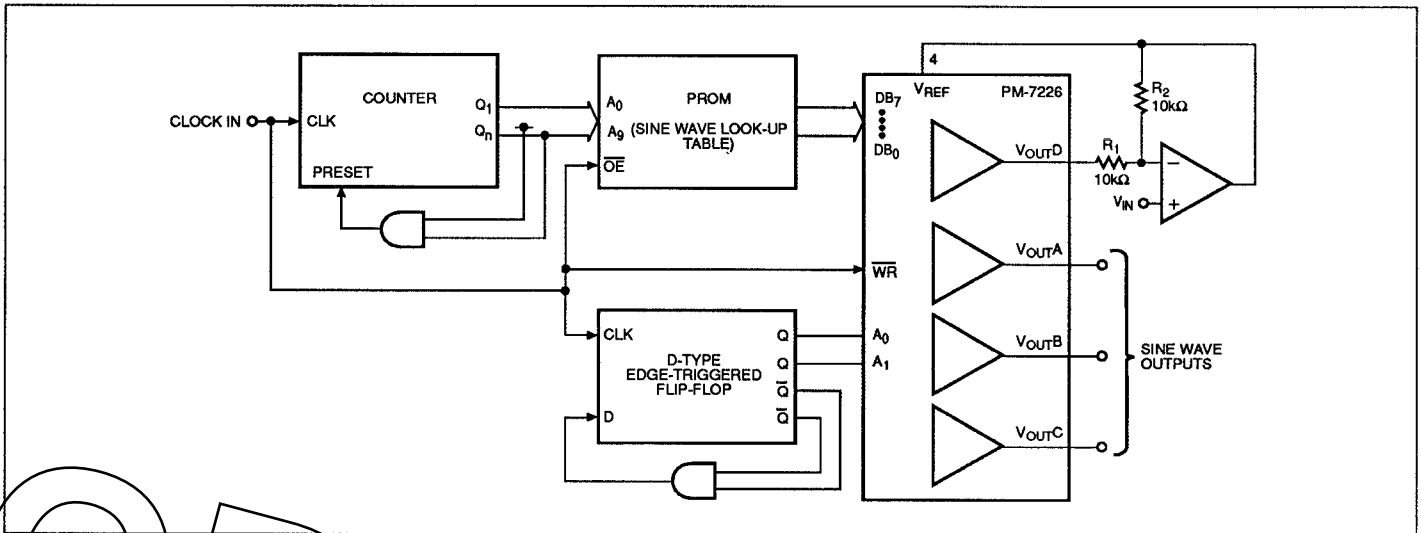 COUNTER
CLOCK IN
CLK
PRESET
Q1
Qn
A0
A9
OE
PROM
(SINE WAVE LOOK-UP
TABLE)
4
VREF
PM-7226
DB7
DB0
WR
A0
A1
VOUTD
VOUTA
VOUTB
VOUTC
R1
10kΩ
R2
10kΩ
VIN
−
+
SINE WAVE
OUTPUTS
CLK
D
D-TYPE
EDGE-TRIGGERED
FLIP-FLOP
Q
Q
Q̅
Q̅